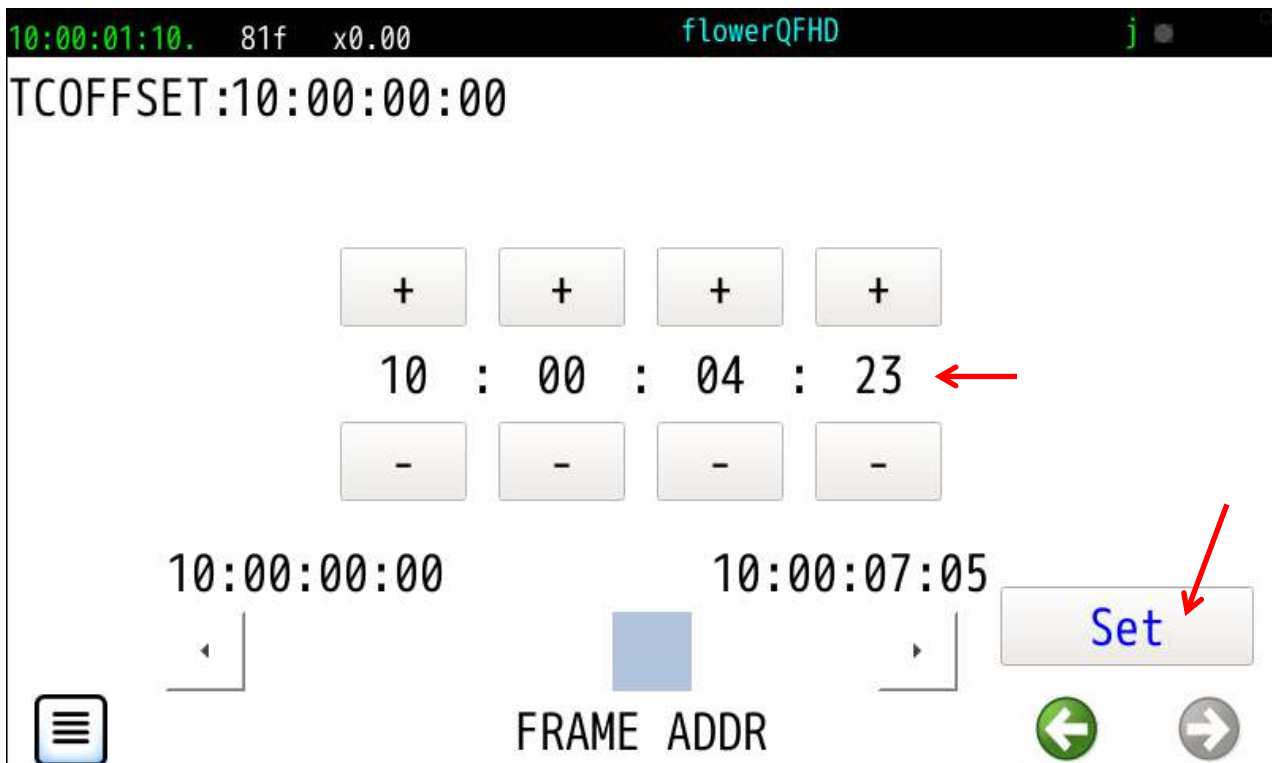 10:00:01:10. 81f x0.00 flowerQFHD j
TCOFFSET:10:00:00:00
+ + + +
10 : 00 : 04 : 23
- - - -
10:00:00:00 10:00:07:05
Set
FRAME ADDR